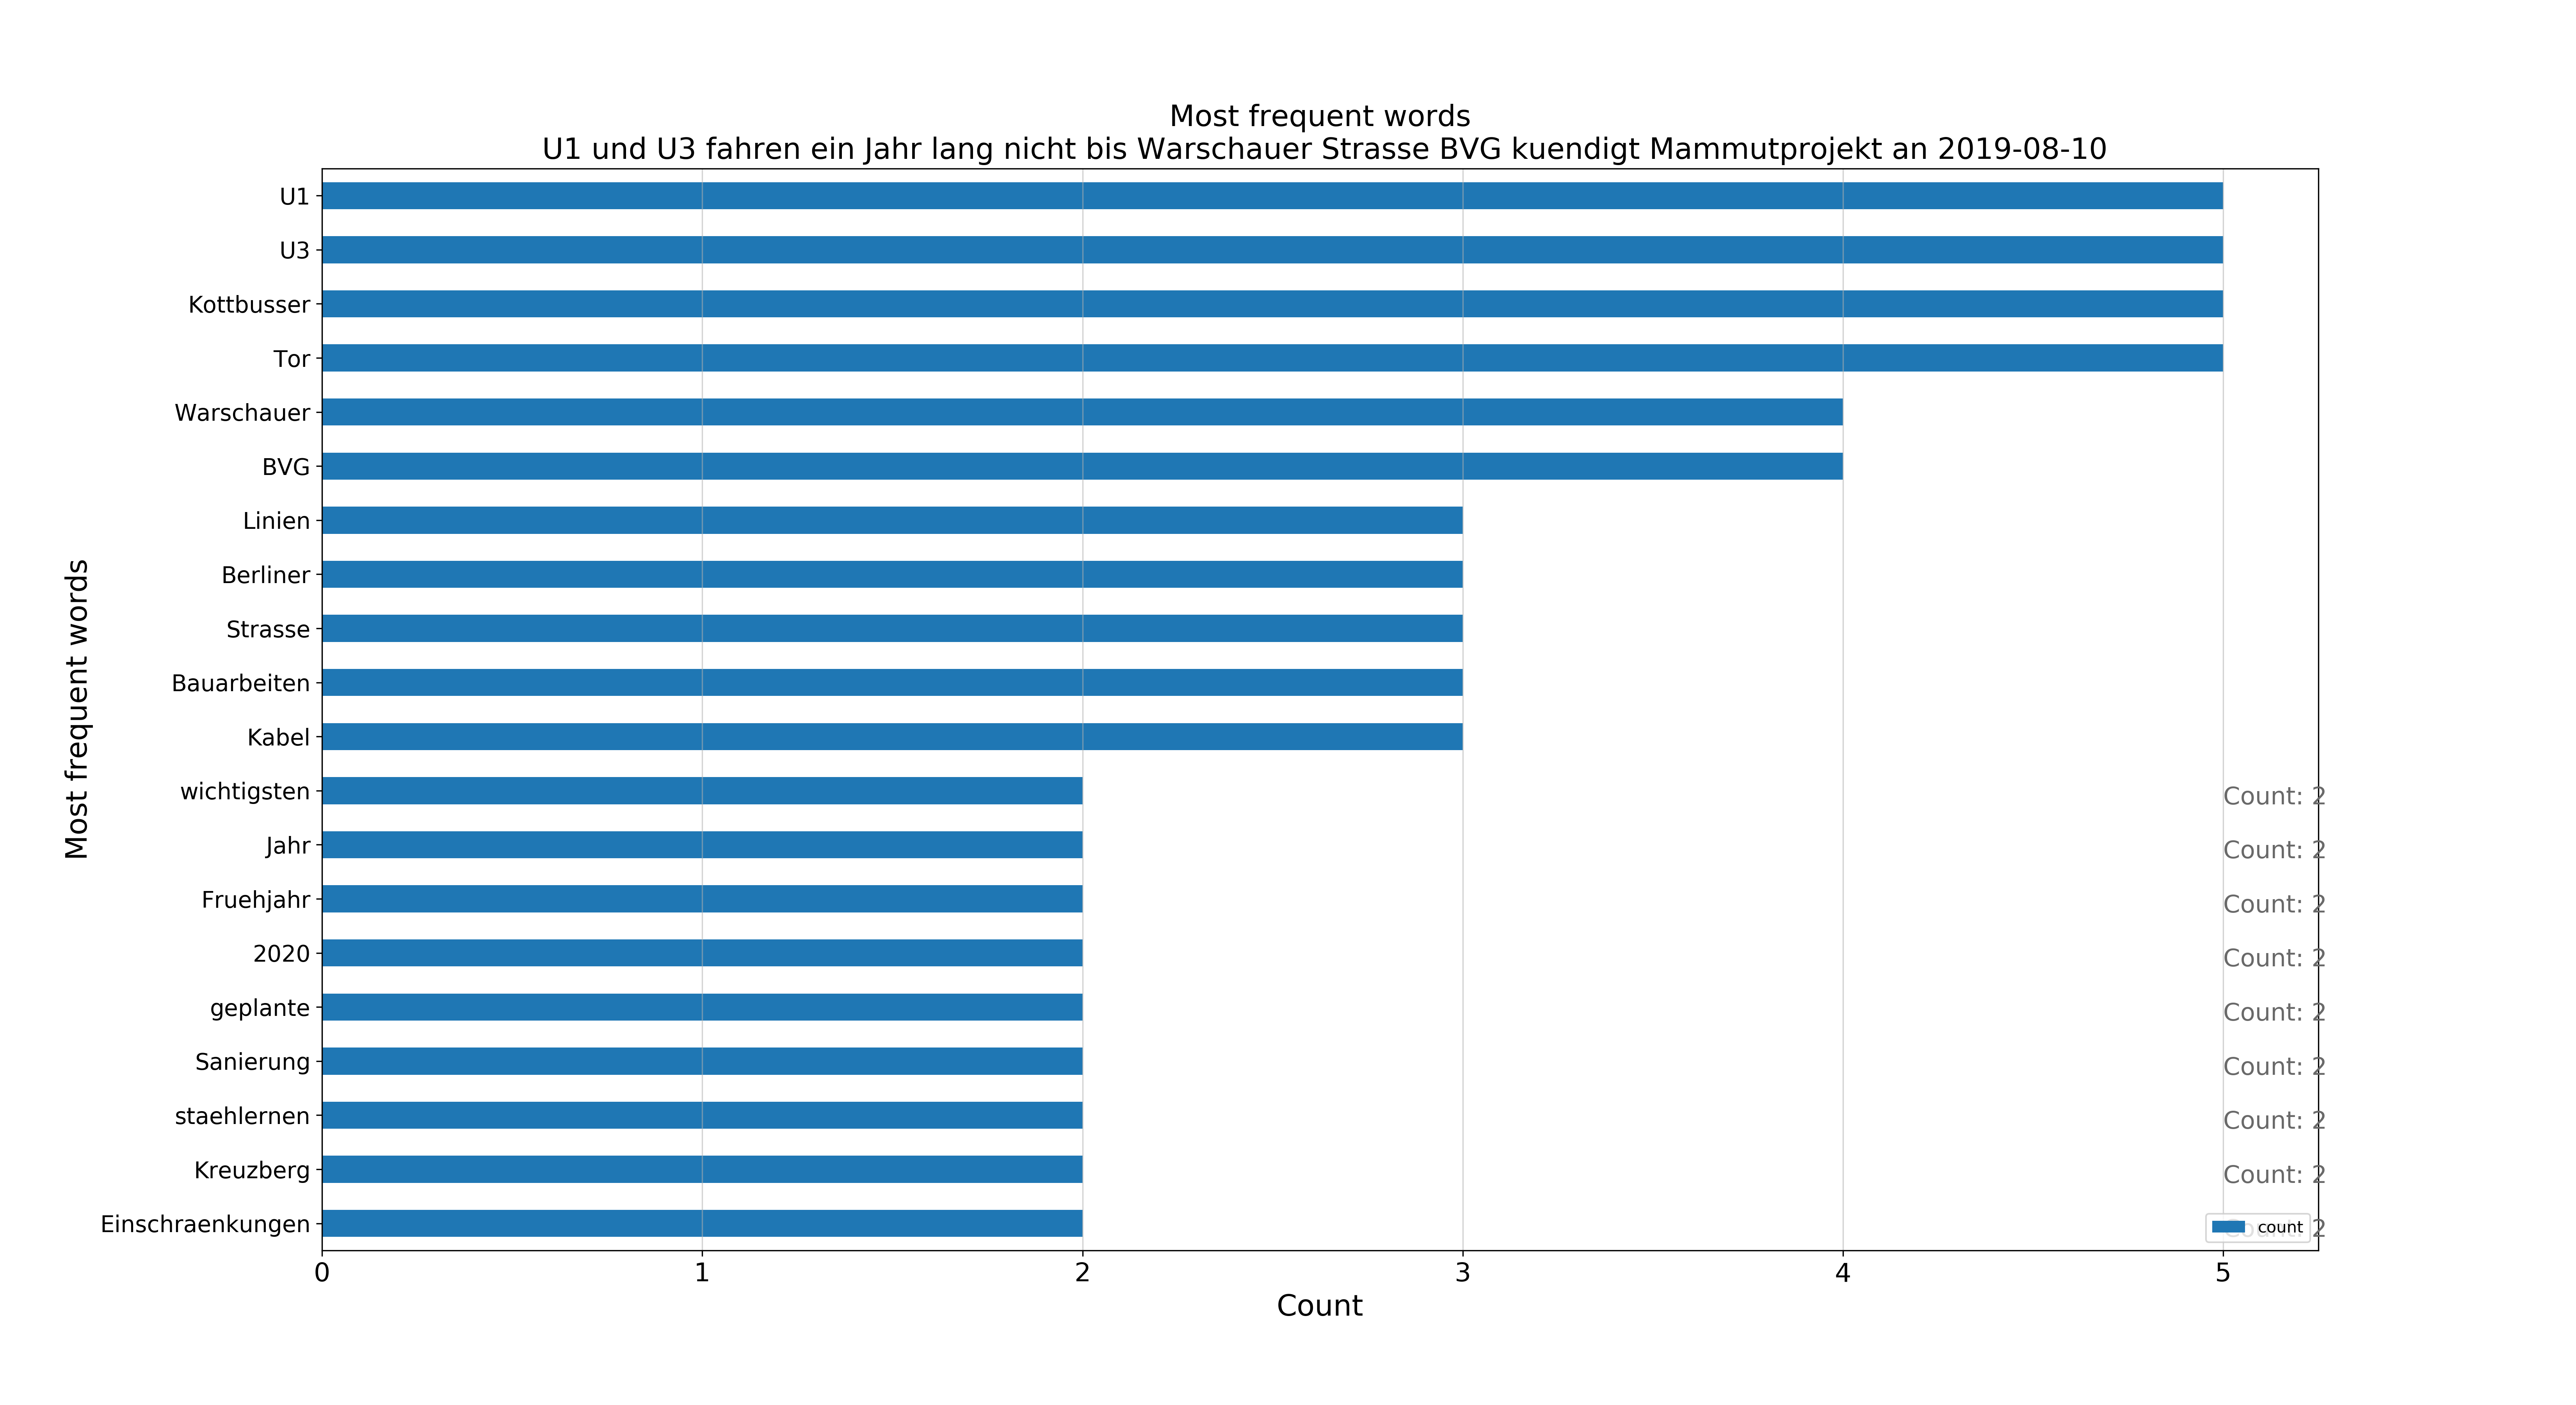 Most frequent words
U1 und U3 fahren ein Jahr lang nicht bis Warschauer Strasse BVG kuendigt Mammutprojekt an 2019-08-10
Most frequent words
U1
U3
Kottbusser
Tor
Warschauer
BVG
Linien
Berliner
Strasse
Bauarbeiten
Kabel
wichtigsten Count: 2
Jahr Count: 2
Fruehjahr Count: 2
2020 Count: 2
geplante Count: 2
Sanierung Count: 2
staehlernen Count: 2
Kreuzberg Count: 2
Einschraenkungen Count: 2
count
0 1 2 3 4 5
Count